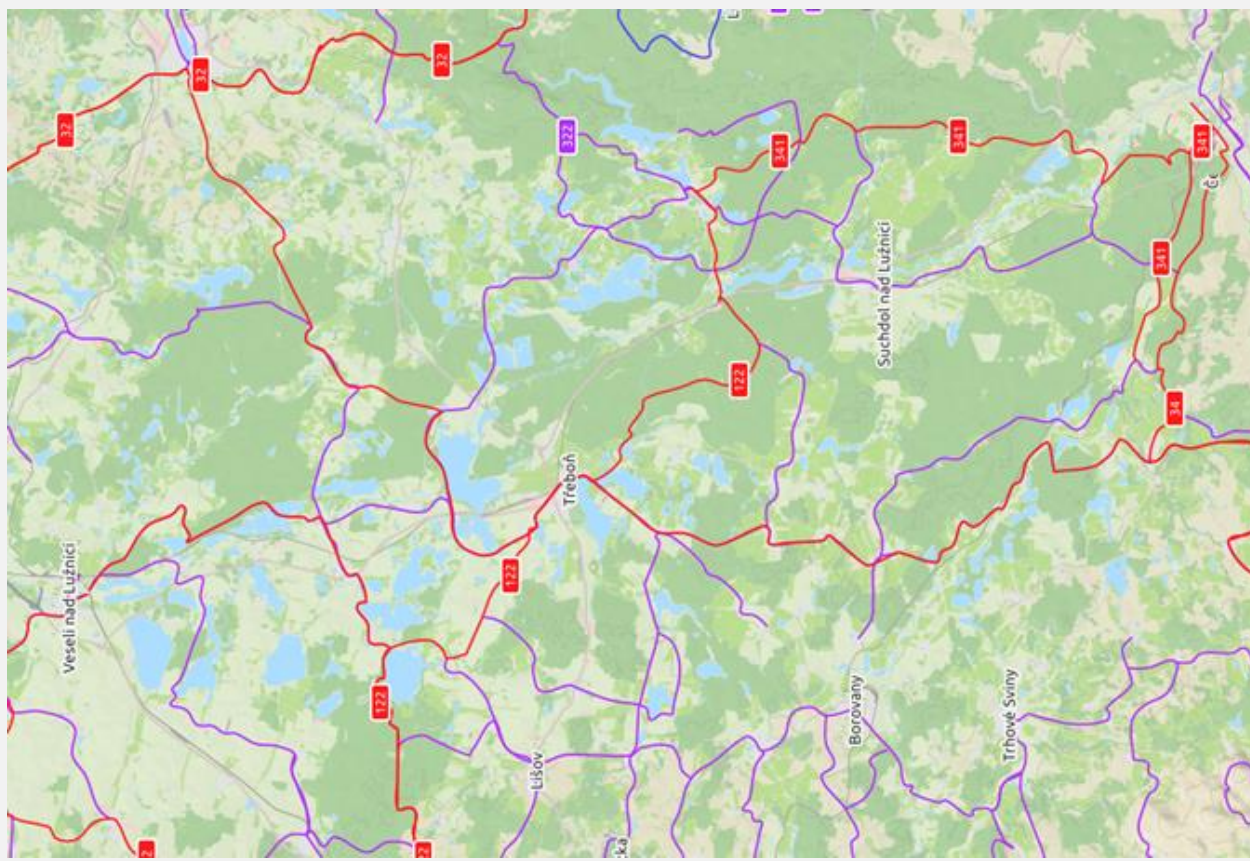 32
Veselí nad Lužnicí
32
122
32
122
Lišov
322
Třeboň
122
341
Borovany
Suchdol nad Lužnicí
341
Trhové Sviny
341
34
341